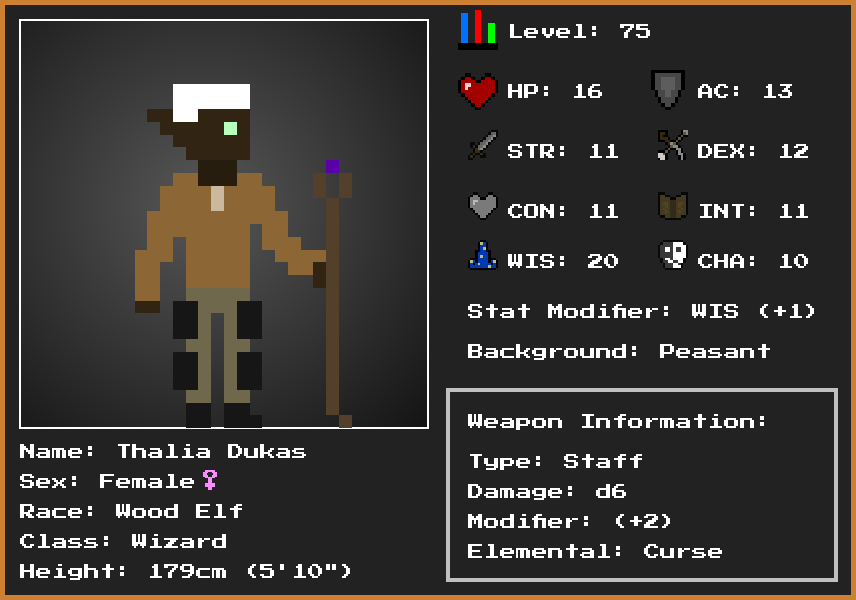 Level: 75
HP: 16 AC: 13
STR: 11 DEX: 12
CON: 11 INT: 11
WIS: 20 CHA: 10
Stat Modifier: WIS (+1)
Background: Peasant
Weapon Information:
Type: Staff
Damage: d6
Modifier: (+2)
Elemental: Curse
Name: Thalia Dukas
Sex: Female♀
Race: Wood Elf
Class: Wizard
Height: 179cm (5'10")